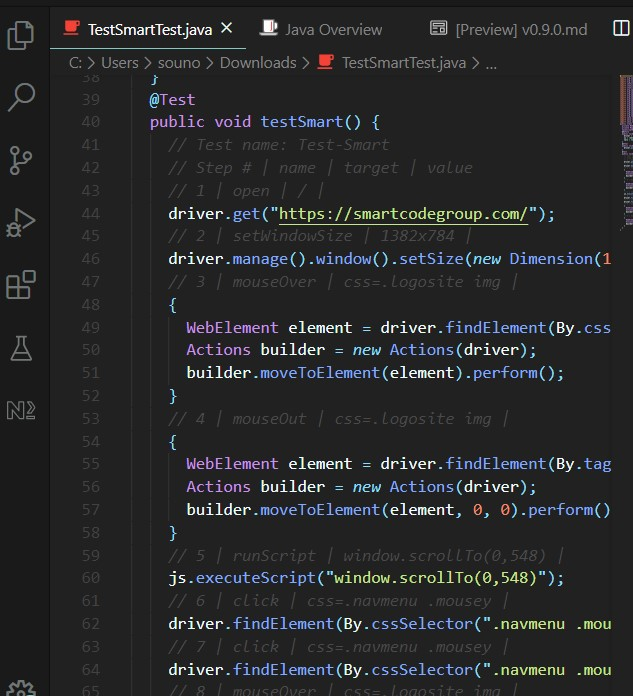 TestSmartTest.java ×
Java Overview
[Preview] v0.9.0.md
C: > Users > souno > Downloads > TestSmartTest.java > ...
38 }
39 @Test
40 public void testSmart() {
41 // Test name: Test-Smart
42 // Step # | name | target | value
43 // 1 | open | / |
44 driver.get("https://smartcodegroup.com/");
45 // 2 | setWindowSize | 1382x784 |
46 driver.manage().window().setSize(new Dimension(1
47 // 3 | mouseOver | css=.logosite img |
48 {
49 WebElement element = driver.findElement(By.css
50 Actions builder = new Actions(driver);
51 builder.moveToElement(element).perform();
52 }
53 // 4 | mouseOut | css=.logosite img |
54 {
55 WebElement element = driver.findElement(By.tag
56 Actions builder = new Actions(driver);
57 builder.moveToElement(element, 0, 0).perform()
58 }
59 // 5 | runScript | window.scrollTo(0,548) |
60 js.executeScript("window.scrollTo(0,548)");
61 // 6 | click | css=.navmenu .mousey |
62 driver.findElement(By.cssSelector(".navmenu .mou
63 // 7 | click | css=.navmenu .mousey |
64 driver.findElement(By.cssSelector(".navmenu .mou
65 // 8 | mouseOver | css=.logosite img